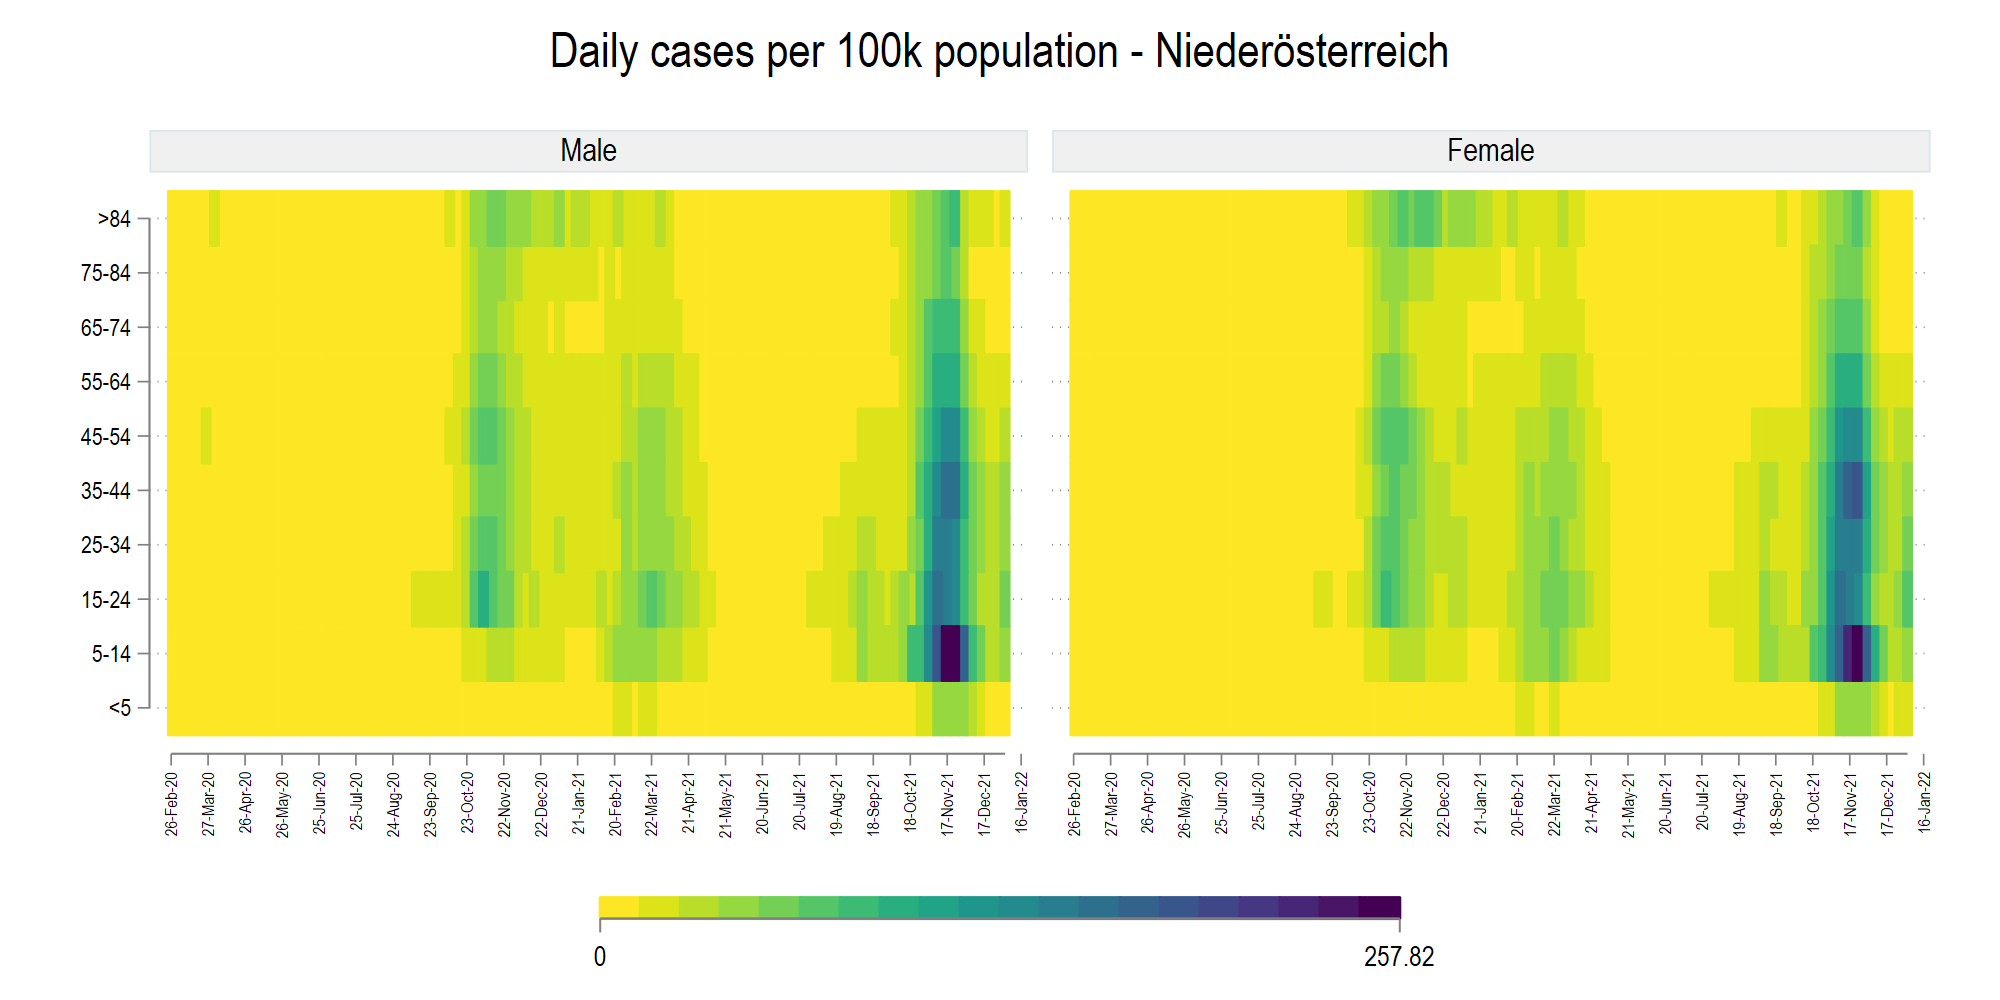 Daily cases per 100k population - Niederösterreich
Male
Female
>84
75-84
65-74
55-64
45-54
35-44
25-34
15-24
5-14
<5
26-Feb-20
27-Mar-20
26-Apr-20
26-May-20
25-Jun-20
25-Jul-20
24-Aug-20
23-Sep-20
23-Oct-20
22-Nov-20
22-Dec-20
21-Jan-21
20-Feb-21
22-Mar-21
21-Apr-21
21-May-21
20-Jun-21
20-Jul-21
19-Aug-21
18-Sep-21
18-Oct-21
17-Nov-21
17-Dec-21
16-Jan-22
26-Feb-20
27-Mar-20
26-Apr-20
26-May-20
25-Jun-20
25-Jul-20
24-Aug-20
23-Sep-20
23-Oct-20
22-Nov-20
22-Dec-20
21-Jan-21
20-Feb-21
22-Mar-21
21-Apr-21
21-May-21
20-Jun-21
20-Jul-21
19-Aug-21
18-Sep-21
18-Oct-21
17-Nov-21
17-Dec-21
16-Jan-22
0
257.82